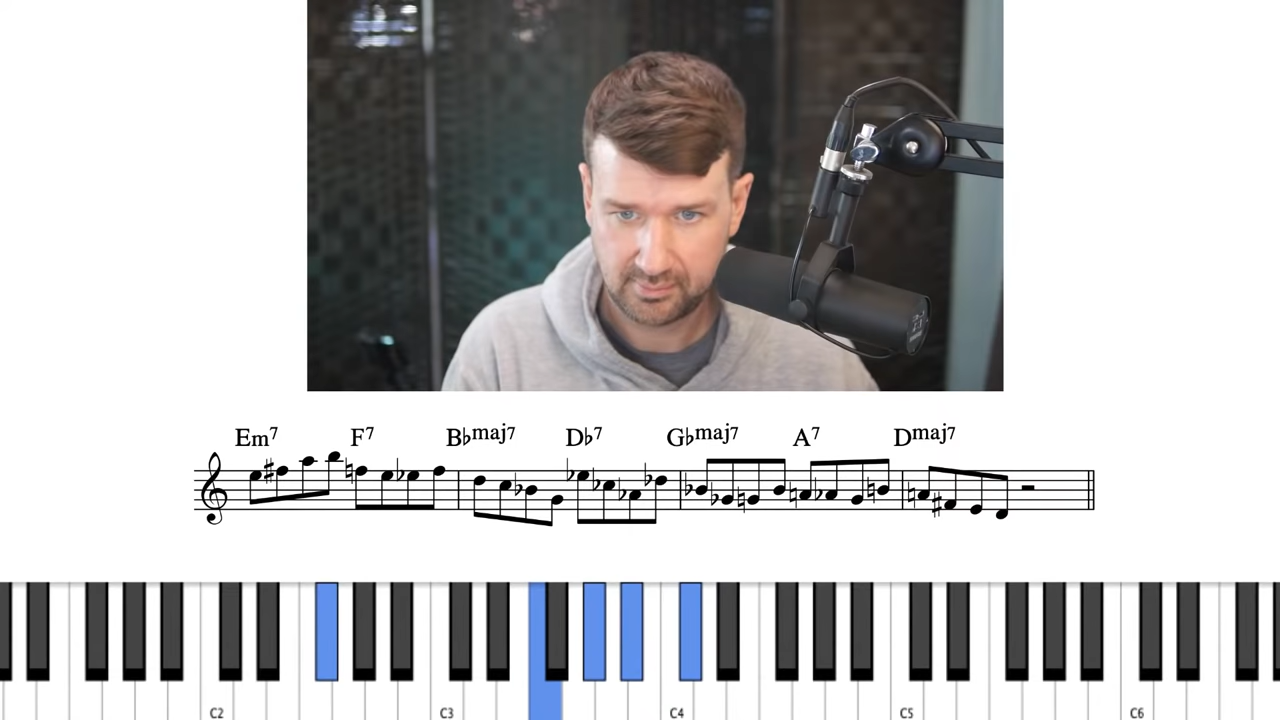 Em7 F7 B♭maj7 D♭7 G♭maj7 A7 Dmaj7
C2 C3 C4 C5 C6